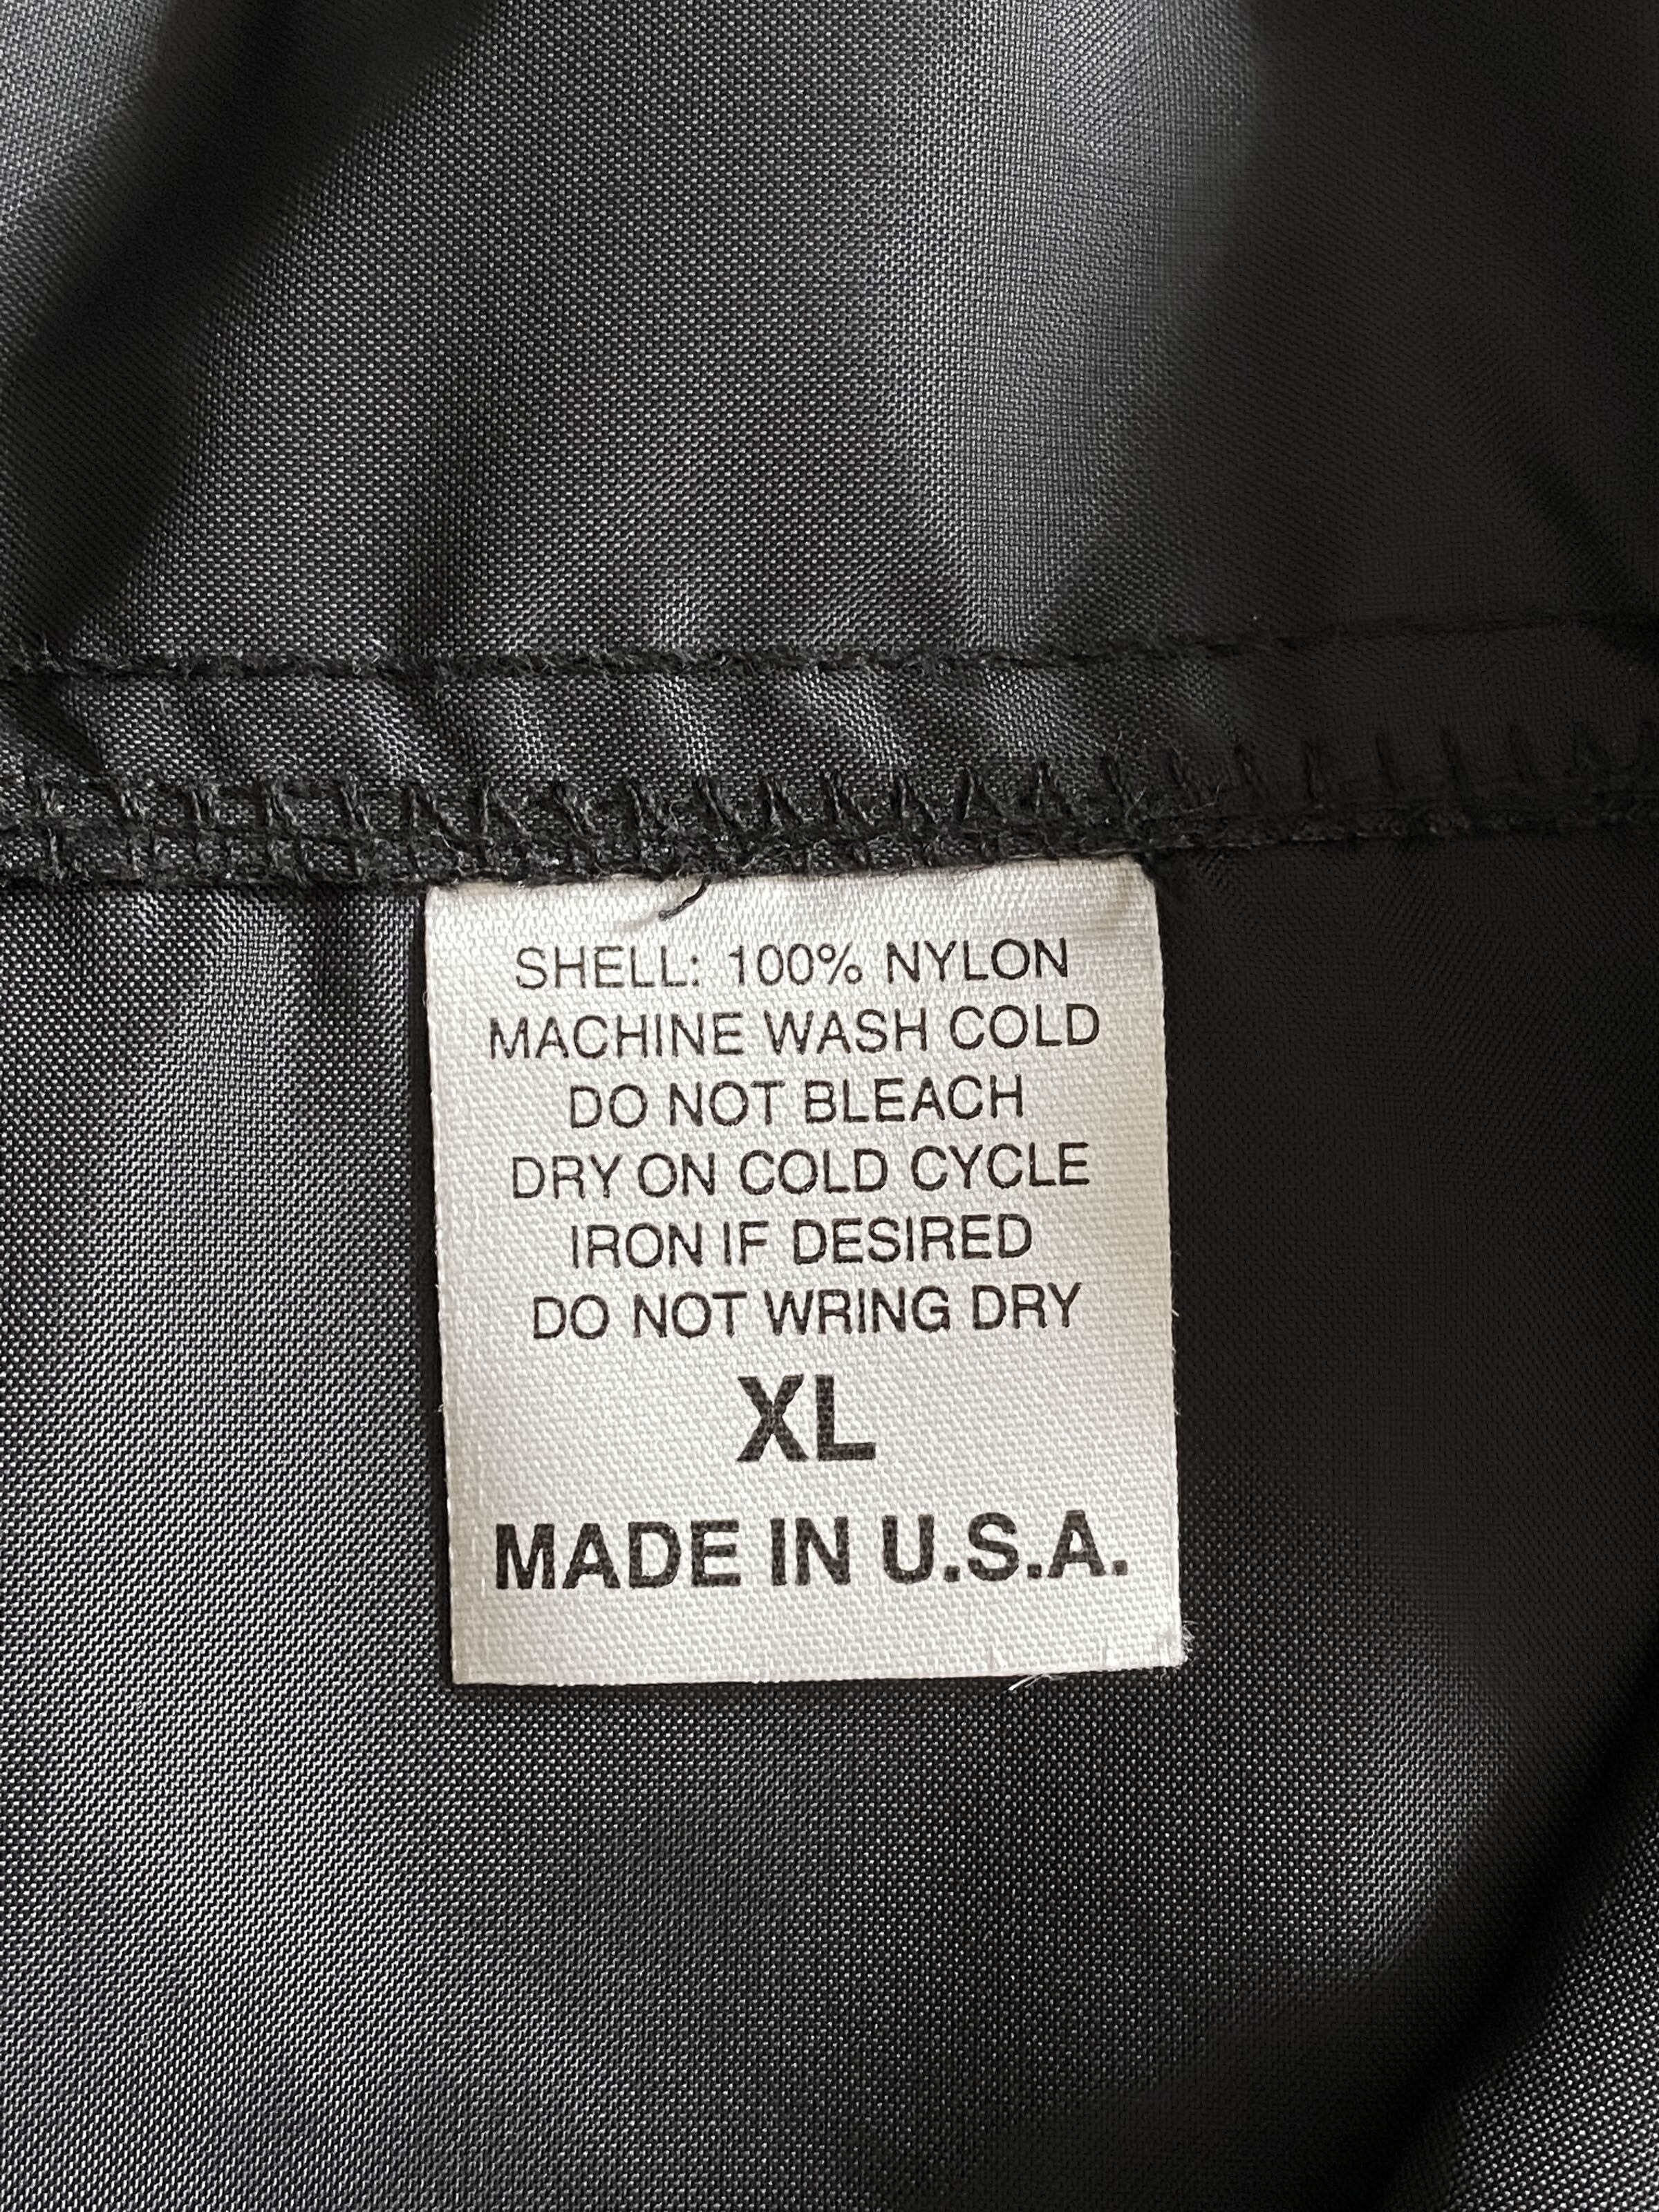 SHELL: 100% NYLON
MACHINE WASH COLD
DO NOT BLEACH
DRY ON COLD CYCLE
IRON IF DESIRED
DO NOT WRING DRY
XL
MADE IN U.S.A.